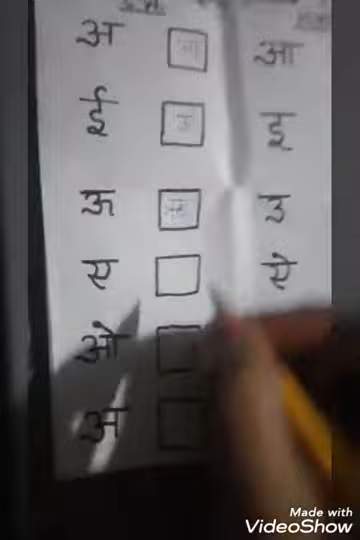 अ आ आ
ई उ इ
ऊ ऋ उ
ए ऐ
ओ
अ
Made with
VideoShow